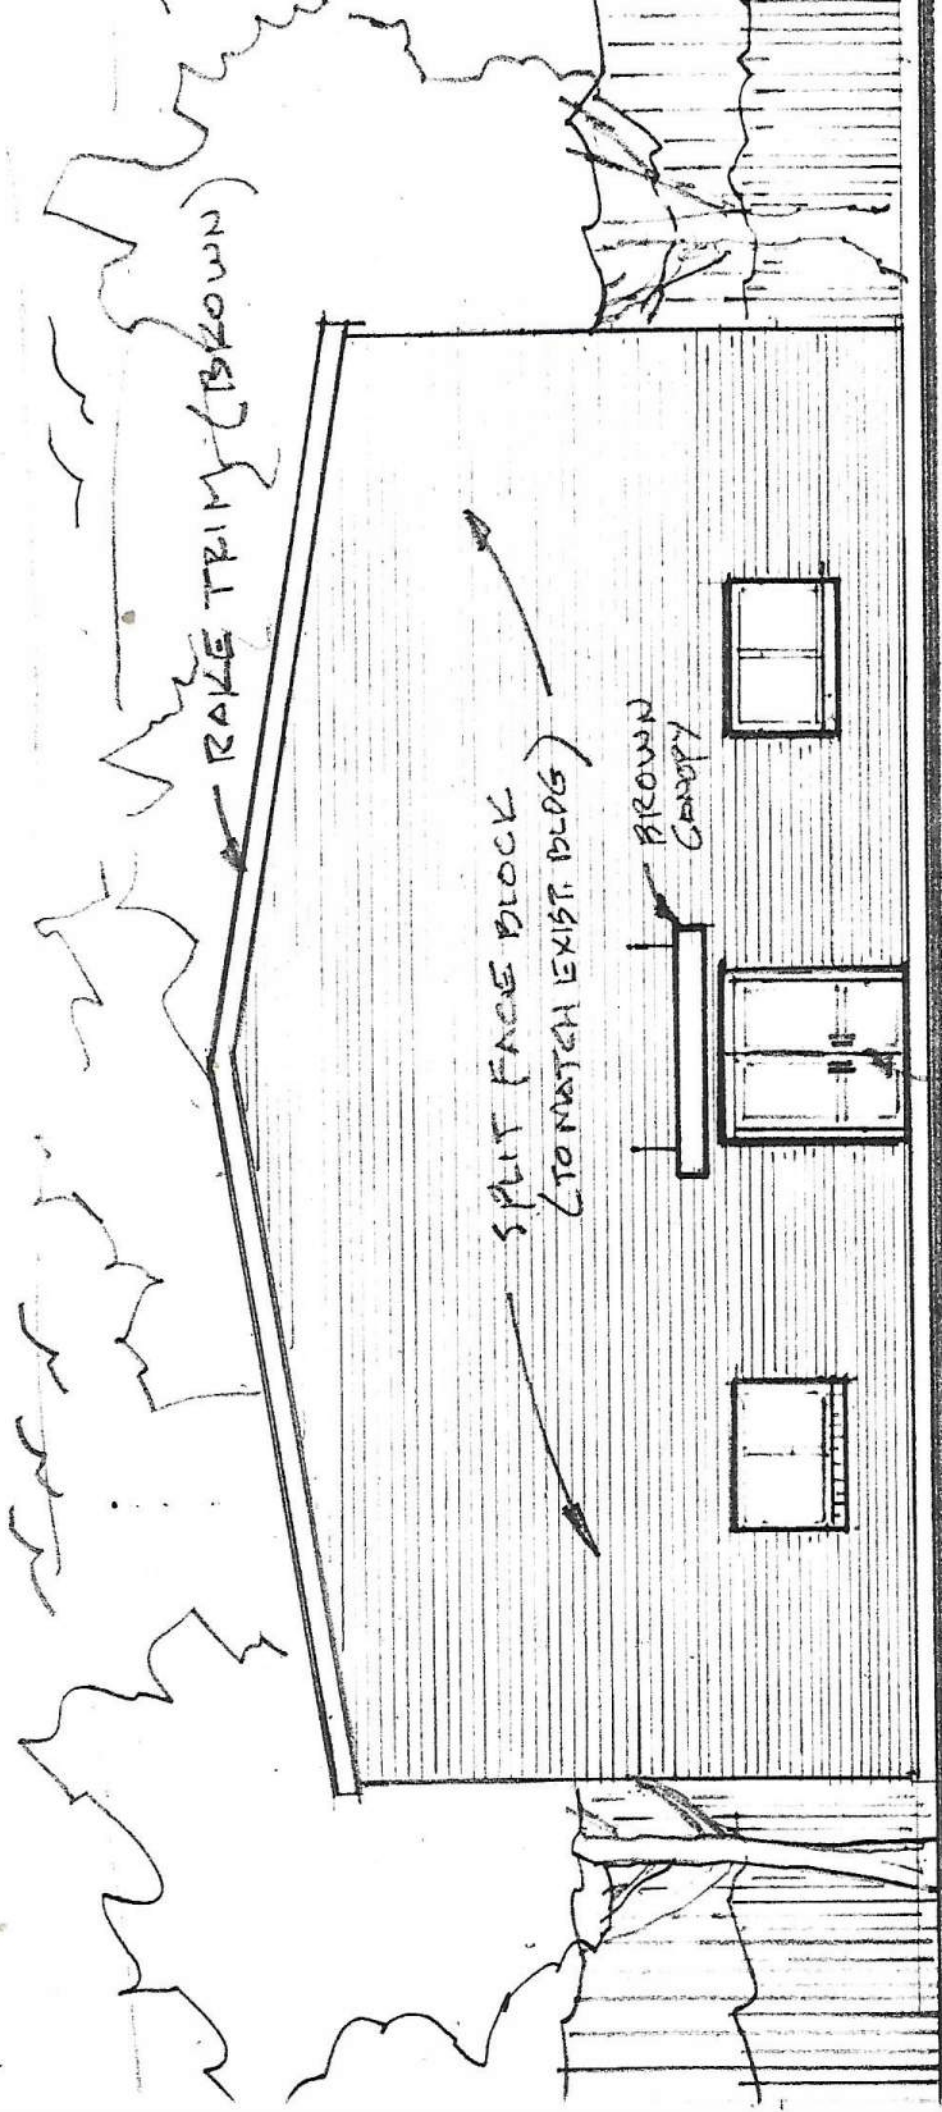 RAKE TRIM (BROWN)
SPLIT FACE BLOCK
(TO MATCH EXIST. BLDG)
BROWN
CANOPY